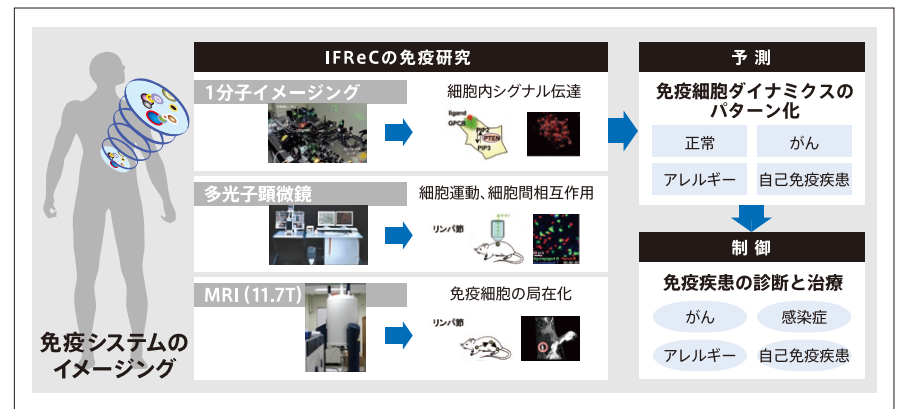 免疫システムの
イメージング
IFReCの免疫研究
1分子イメージング
細胞内シグナル伝達
ligand
GPCR
PIP2
PTEN
PIP3
多光子顕微鏡
細胞運動、細胞間相互作用
リンパ節
MRI(11.7T)
免疫細胞の局在化
リンパ節
予測
免疫細胞ダイナミクスの
パターン化
正常
がん
アレルギー
自己免疫疾患
制御
免疫疾患の診断と治療
がん
感染症
アレルギー
自己免疫疾患